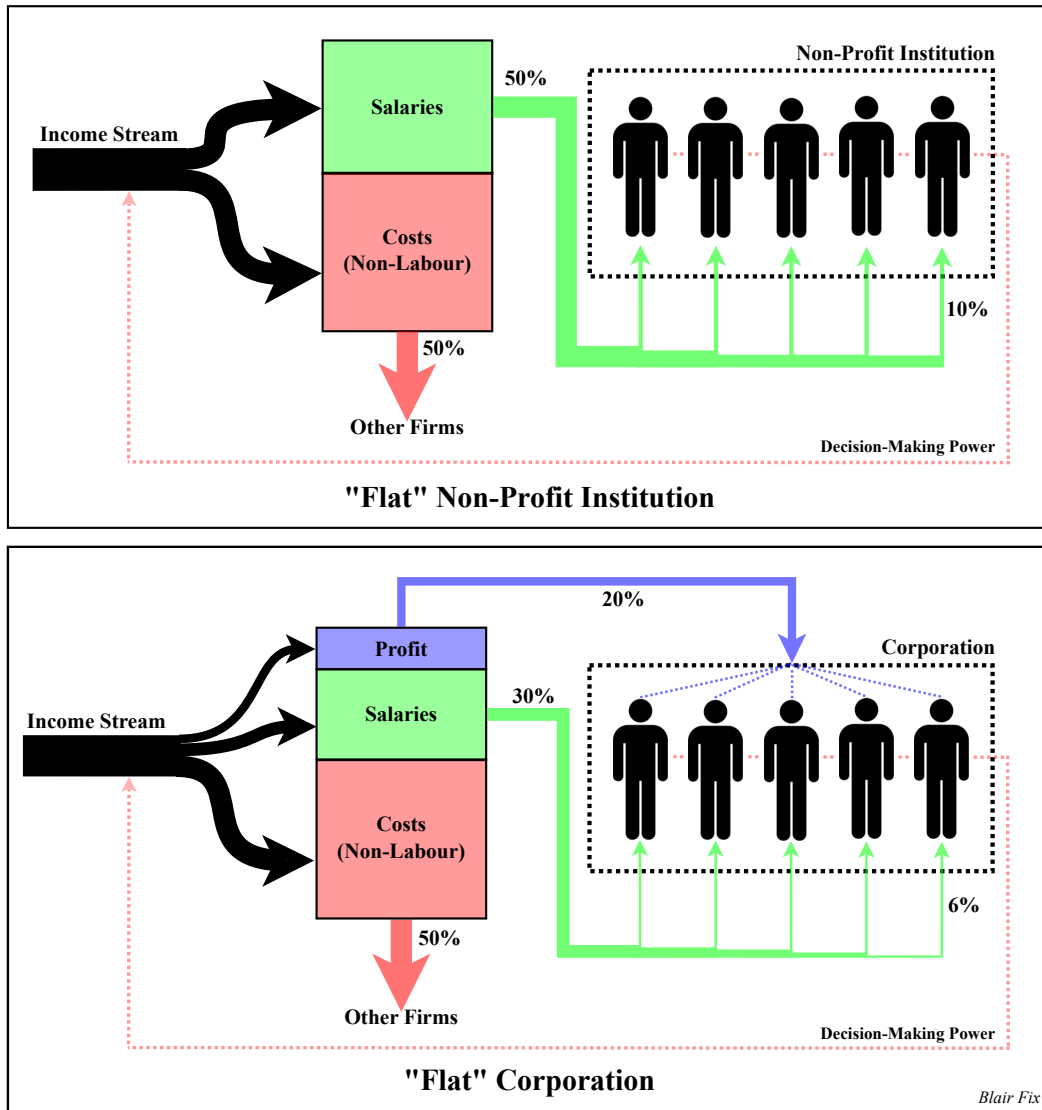 Non-Profit Institution
50%
Income Stream
Salaries
Costs
(Non-Labour)
10%
50%
Other Firms
Decision-Making Power
"Flat" Non-Profit Institution
20%
Profit
Corporation
30%
Income Stream
Salaries
Costs
(Non-Labour)
6%
50%
Other Firms
Decision-Making Power
"Flat" Corporation
Blair Fix